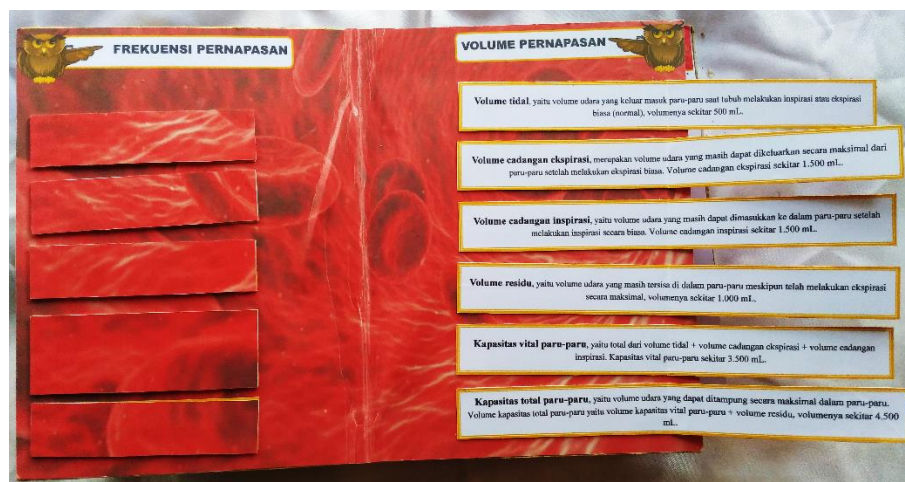 FREKUENSI PERNAPASAN
VOLUME PERNAPASAN
Volume tidal, yaitu volume udara yang keluar masuk paru-paru saat tubuh melakukan inspirasi atau ekspirasi
biasa (normal), volumenya sekitar 500 mL.
Volume cadangan ekspirasi, merupakan volume udara yang masih dapat dikeluarkan secara maksimal dari
paru-paru setelah melakukan ekspirasi biasa. Volume cadangan ekspirasi sekitar 1.500 mL..
Volume cadangan inspirasi, yaitu volume udara yang masih dapat dimasukkan ke dalam paru-paru setelah
melakukan inspirasi secara biasa. Volume cadangan inspirasi sekitar 1.500 mL..
Volume residu, yaitu volume udara yang masih tersisa di dalam paru-paru meskipun telah melakukan ekspirasi
secara maksimal, volumenya sekitar 1.000 mL..
Kapasitas vital paru-paru, yaitu total dari volume tidal + volume cadangan ekspirasi + volume cadangan
inspirasi. Kapasitas vital paru-paru sekitar 3.500 mL..
Kapasitas total paru-paru, yaitu volume udara yang dapat ditampung secara maksimal dalam paru-paru.
Volume kapasitas total paru-paru yaitu volume kapasitas vital paru-paru + volume residu, volumenya sekitar 4.500
mL..